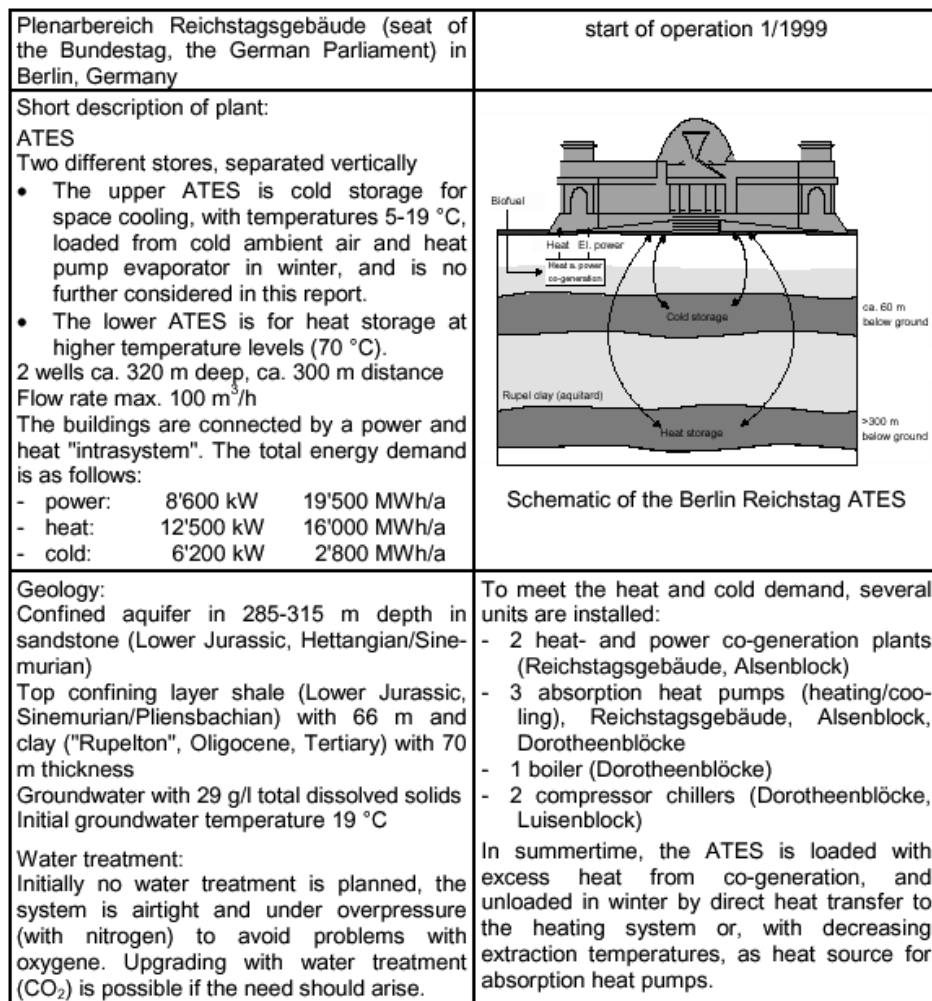 Plenarbereich Reichstagsgebäude (seat of
the Bundestag, the German Parliament) in
Berlin, Germany
start of operation 1/1999
Short description of plant:
ATES
Two different stores, separated vertically
• The upper ATES is cold storage for
space cooling, with temperatures 5-19 °C,
loaded from cold ambient air and heat
pump evaporator in winter, and is no
further considered in this report.
• The lower ATES is for heat storage at
higher temperature levels (70 °C).
2 wells ca. 320 m deep, ca. 300 m distance
Flow rate max. 100 m³/h
The buildings are connected by a power and
heat "intrasystem". The total energy demand
is as follows:
- power: 8'600 kW 19'500 MWh/a
- heat: 12'500 kW 16'000 MWh/a
- cold: 6'200 kW 2'800 MWh/a
Biofuel
Heat El. power
Heat a. power
co-generation
Cold storage
ca. 60 m
below ground
Rupel clay (aquitard)
Heat storage
>300 m
below ground
Schematic of the Berlin Reichstag ATES
Geology:
Confined aquifer in 285-315 m depth in
sandstone (Lower Jurassic, Hettangian/Sine-
murian)
Top confining layer shale (Lower Jurassic,
Sinemurian/Pliensbachian) with 66 m and
clay ("Rupelton", Oligocene, Tertiary) with 70
m thickness
Groundwater with 29 g/l total dissolved solids
Initial groundwater temperature 19 °C
Water treatment:
Initially no water treatment is planned, the
system is airtight and under overpressure
(with nitrogen) to avoid problems with
oxygene. Upgrading with water treatment
(CO₂) is possible if the need should arise.
To meet the heat and cold demand, several
units are installed:
- 2 heat- and power co-generation plants
(Reichstagsgebäude, Alsenblock)
- 3 absorption heat pumps (heating/coo-
ling), Reichstagsgebäude, Alsenblock,
Dorotheenblöcke
- 1 boiler (Dorotheenblöcke)
- 2 compressor chillers (Dorotheenblöcke,
Luisenblock)
In summertime, the ATES is loaded with
excess heat from co-generation, and
unloaded in winter by direct heat transfer to
the heating system or, with decreasing
extraction temperatures, as heat source for
absorption heat pumps.